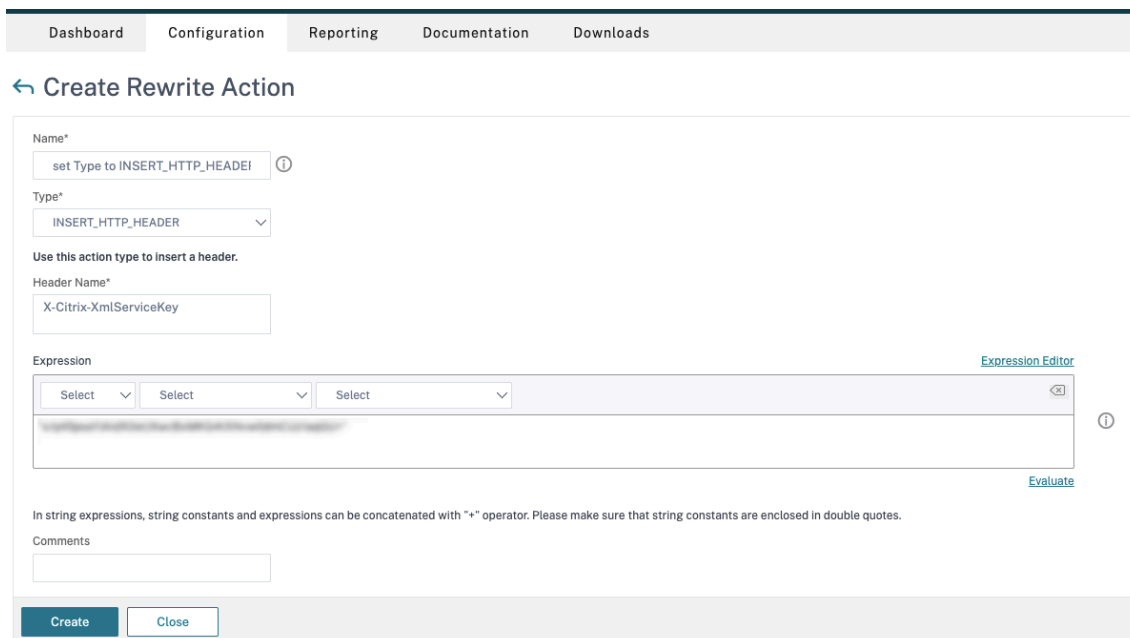 Dashboard Configuration Reporting Documentation Downloads
Create Rewrite Action
Name*
set Type to INSERT_HTTP_HEADER
Type*
INSERT_HTTP_HEADER
Use this action type to insert a header.
Header Name*
X-Citrix-XmlServiceKey
Expression Expression Editor
Select Select Select
Evaluate
In string expressions, string constants and expressions can be concatenated with "+" operator. Please make sure that string constants are enclosed in double quotes.
Comments
Create Close